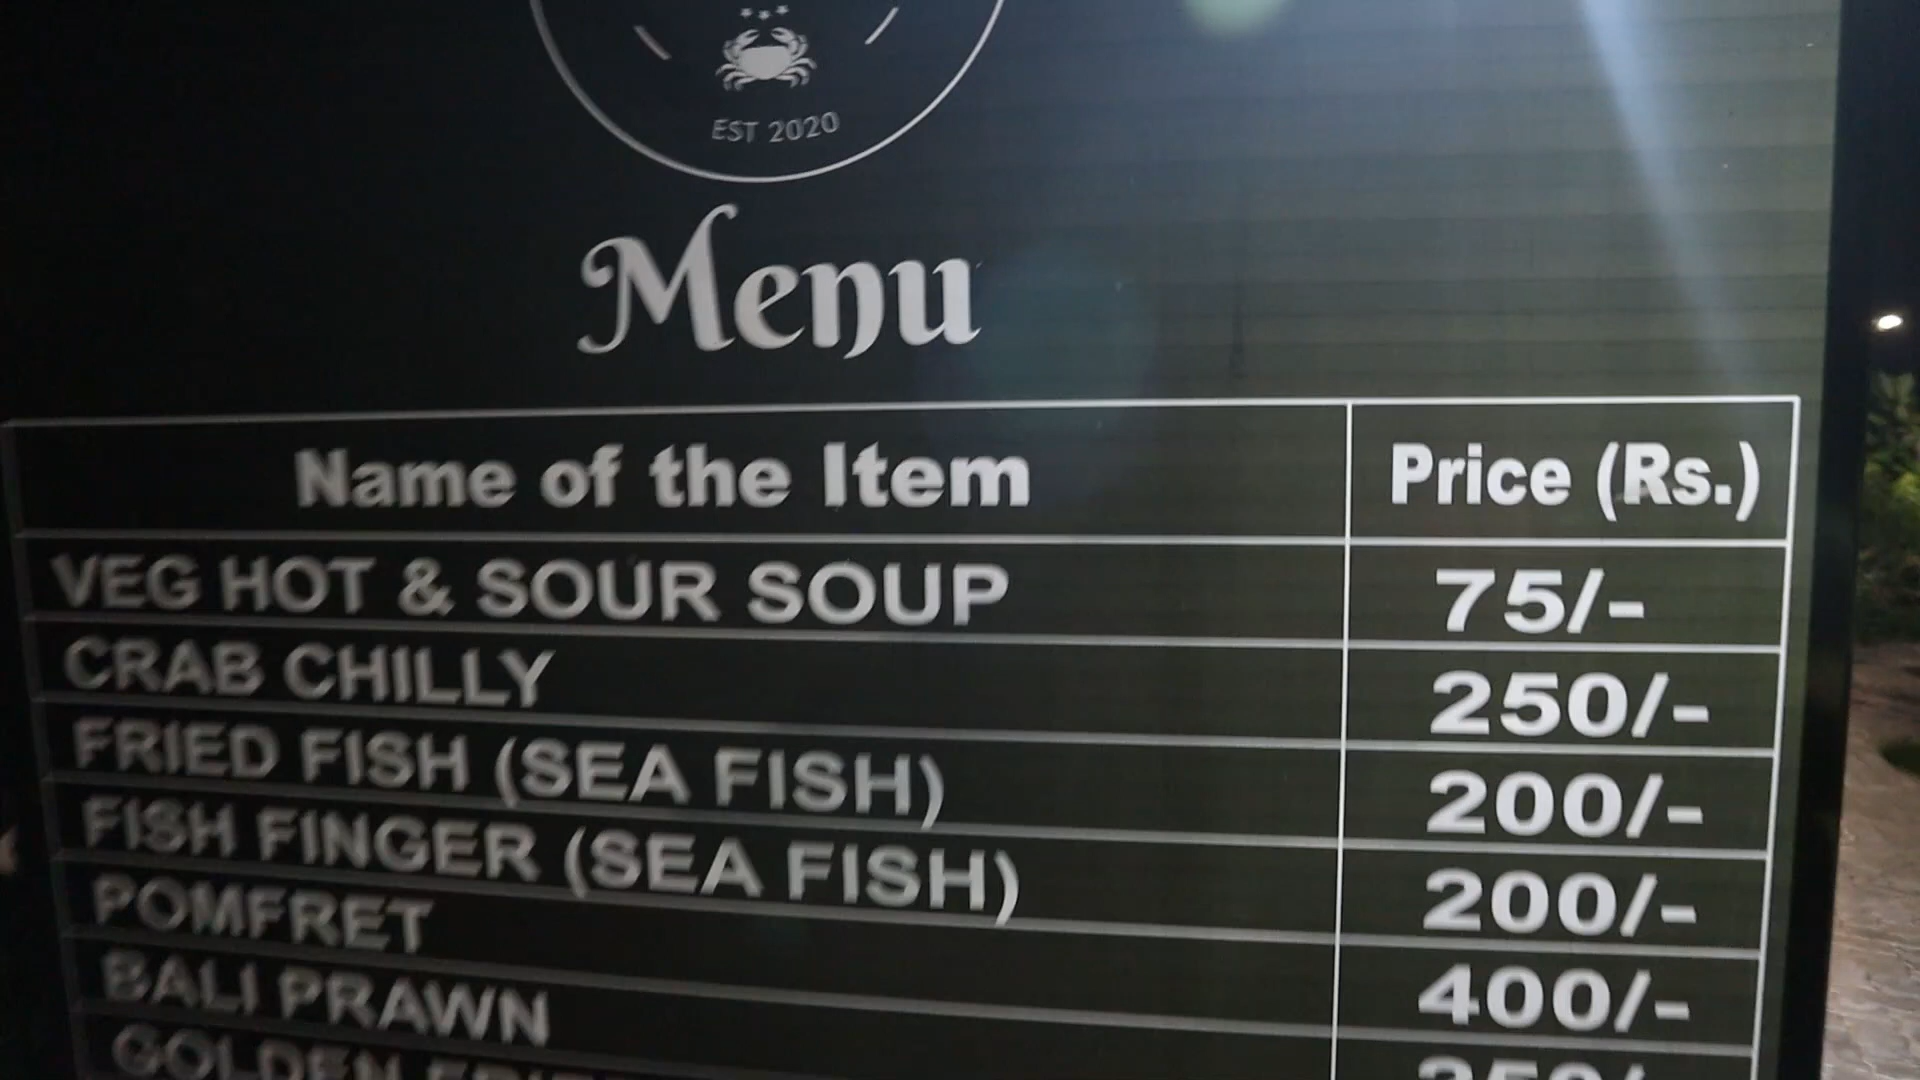 EST 2020
Menu
Name of the Item Price (Rs.)
VEG HOT & SOUR SOUP 75/-
CRAB CHILLY 250/-
FRIED FISH (SEA FISH) 200/-
FISH FINGER (SEA FISH) 200/-
POMFRET 400/-
BALI PRAWN
GOLDEN